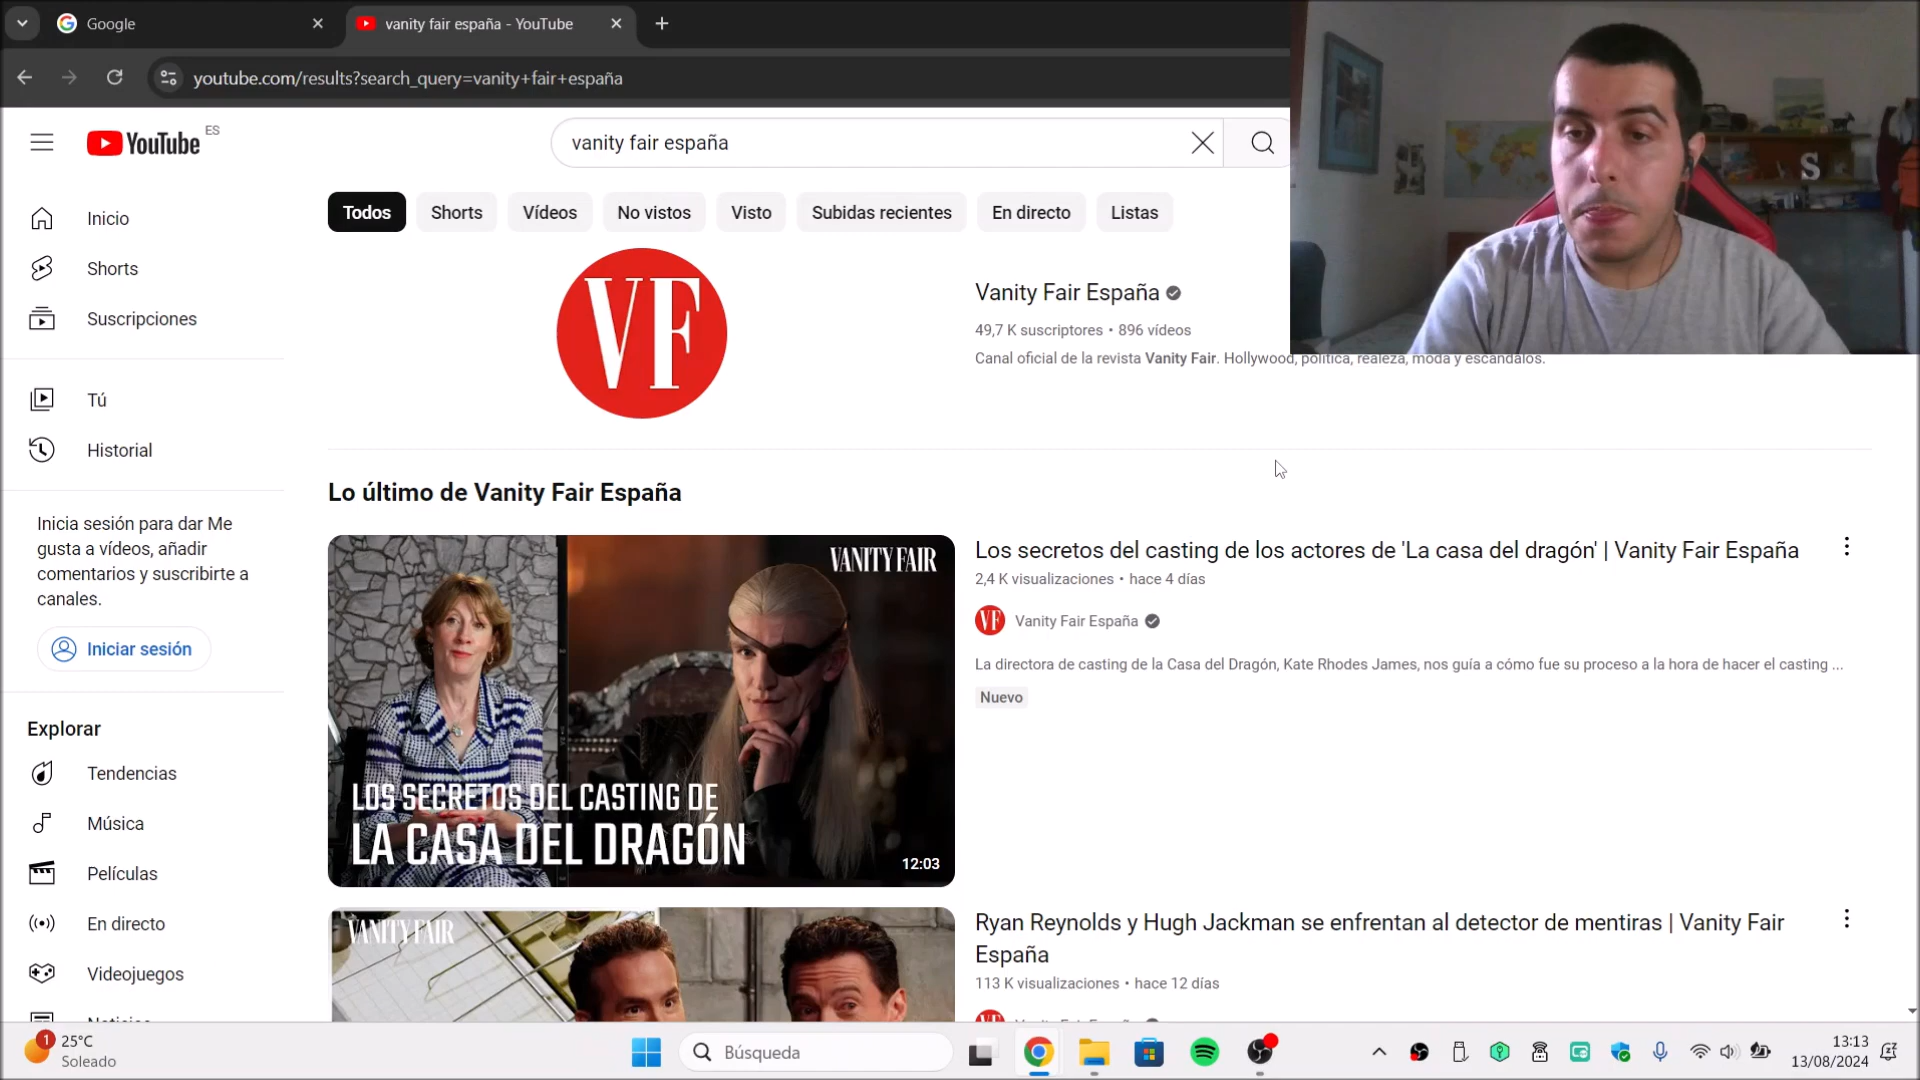 Google
vanity fair españa - YouTube
youtube.com/results?search_query=vanity+fair+españa
YouTube ES
vanity fair españa
Todos
Shorts
Vídeos
No vistos
Visto
Subidas recientes
En directo
Listas
Inicio
Shorts
Suscripciones
Tú
Historial
Inicia sesión para dar Me
gusta a vídeos, añadir
comentarios y suscribirte a
canales.
Iniciar sesión
Explorar
Tendencias
Música
Películas
En directo
Videojuegos
VF
Vanity Fair España
49,7 K suscriptores • 896 vídeos
Canal oficial de la revista Vanity Fair. Hollywood, política, realeza, moda y escándalos.
S
Lo último de Vanity Fair España
VANITY FAIR
LOS SECRETOS DEL CASTING DE
LA CASA DEL DRAGÓN
12:03
Los secretos del casting de los actores de 'La casa del dragón' | Vanity Fair España
2,4 K visualizaciones • hace 4 días
VF Vanity Fair España
La directora de casting de la Casa del Dragón, Kate Rhodes James, nos guía a cómo fue su proceso a la hora de hacer el casting ...
Nuevo
VANITY FAIR
Ryan Reynolds y Hugh Jackman se enfrentan al detector de mentiras | Vanity Fair
España
113 K visualizaciones • hace 12 días
1
25°C
Soleado
Búsqueda
13:13
13/08/2024